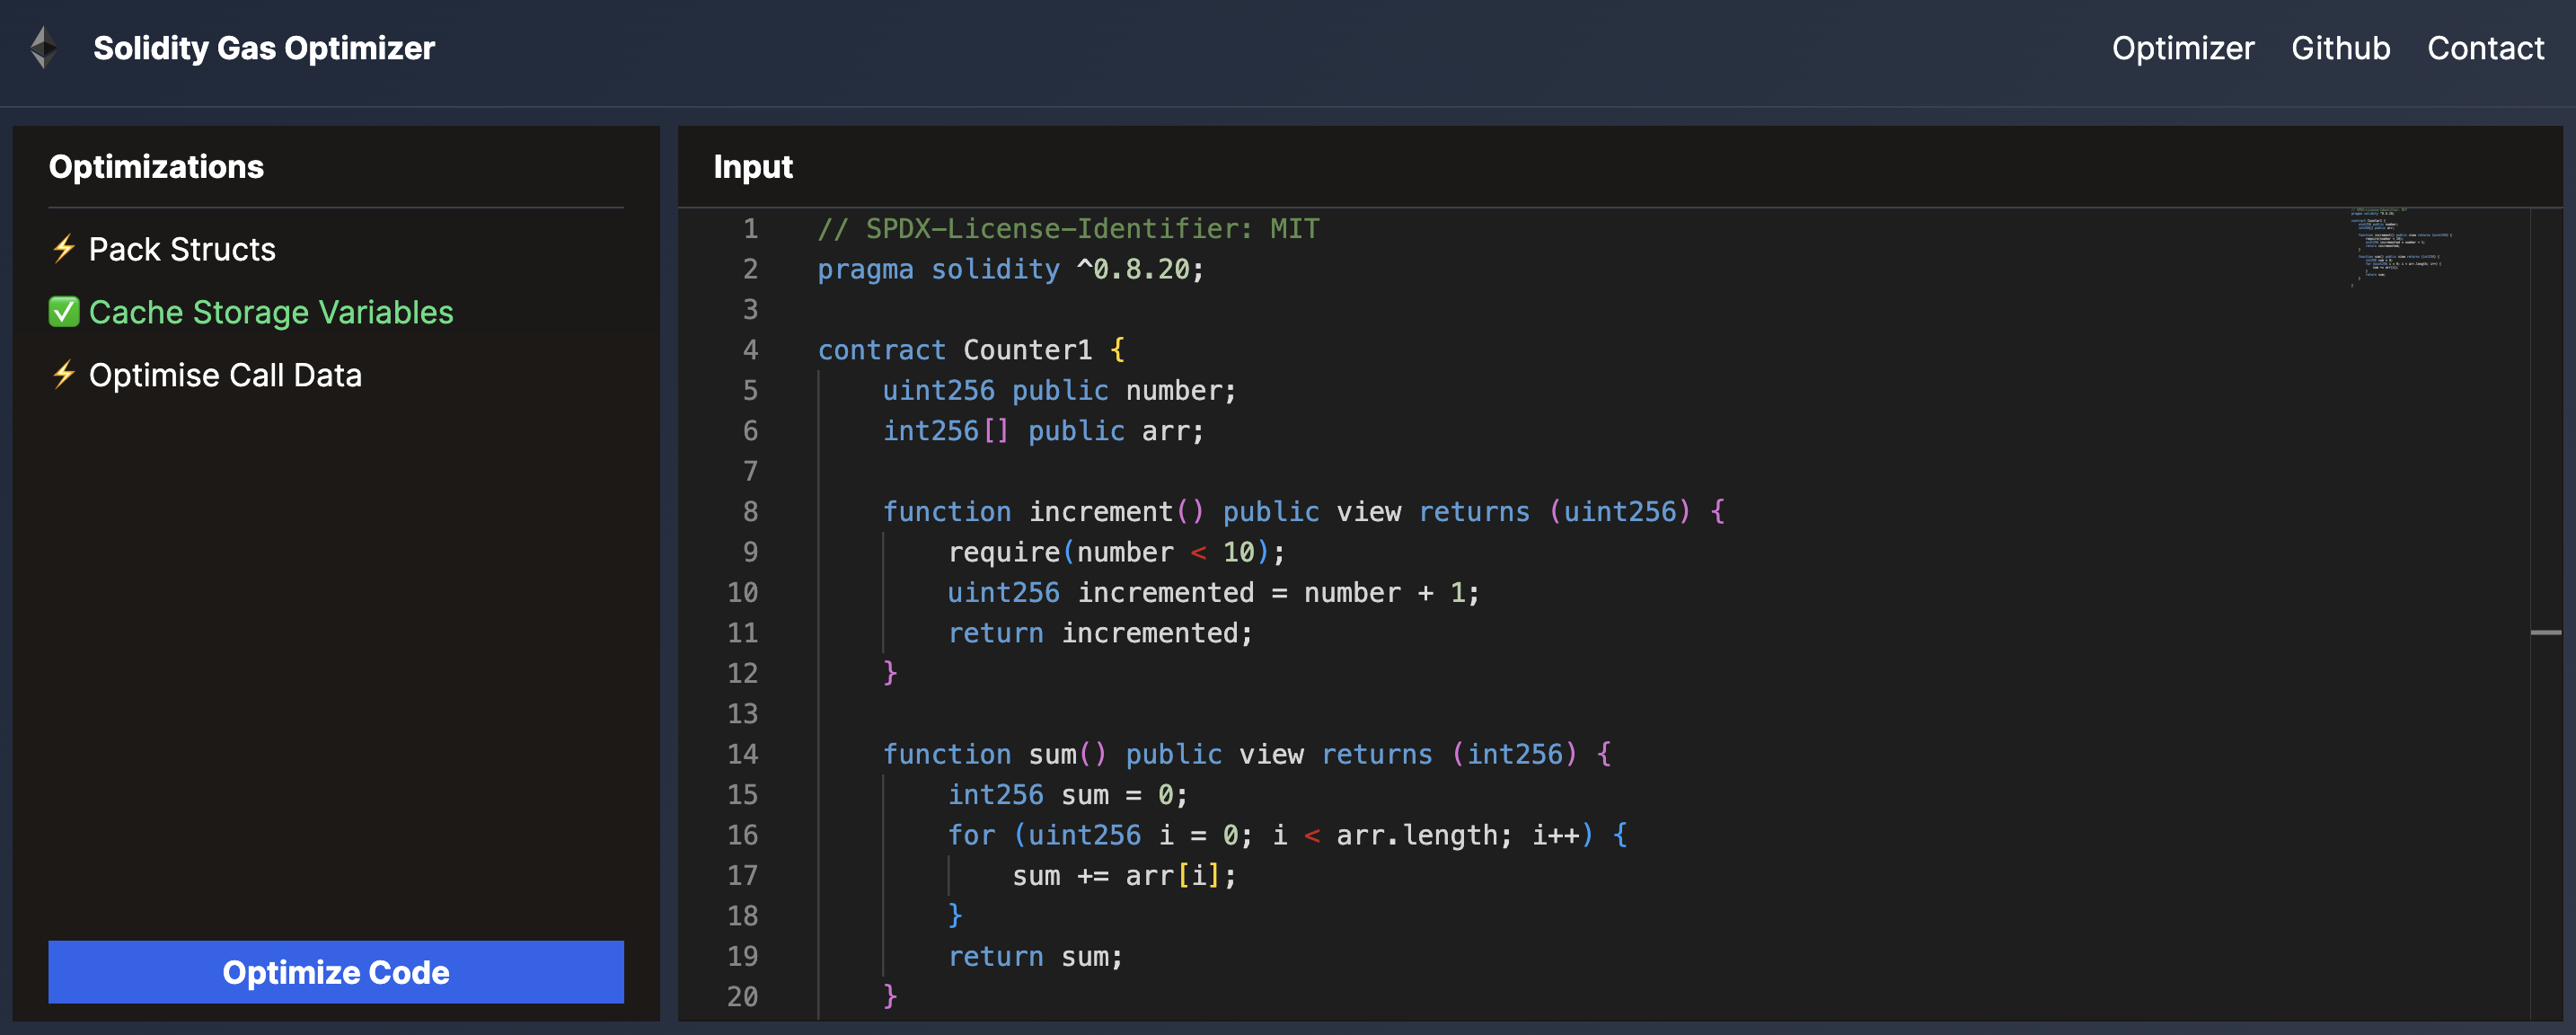 Solidity Gas Optimizer
Optimizer Github Contact
Optimizations
Pack Structs
Cache Storage Variables
Optimise Call Data
Optimize Code
Input
1 // SPDX-License-Identifier: MIT
2 pragma solidity ^0.8.20;
3
4 contract Counter1 {
5     uint256 public number;
6     int256[] public arr;
7
8     function increment() public view returns (uint256) {
9         require(number < 10);
10         uint256 incremented = number + 1;
11         return incremented;
12     }
13
14     function sum() public view returns (int256) {
15         int256 sum = 0;
16         for (uint256 i = 0; i < arr.length; i++) {
17             sum += arr[i];
18         }
19         return sum;
20     }